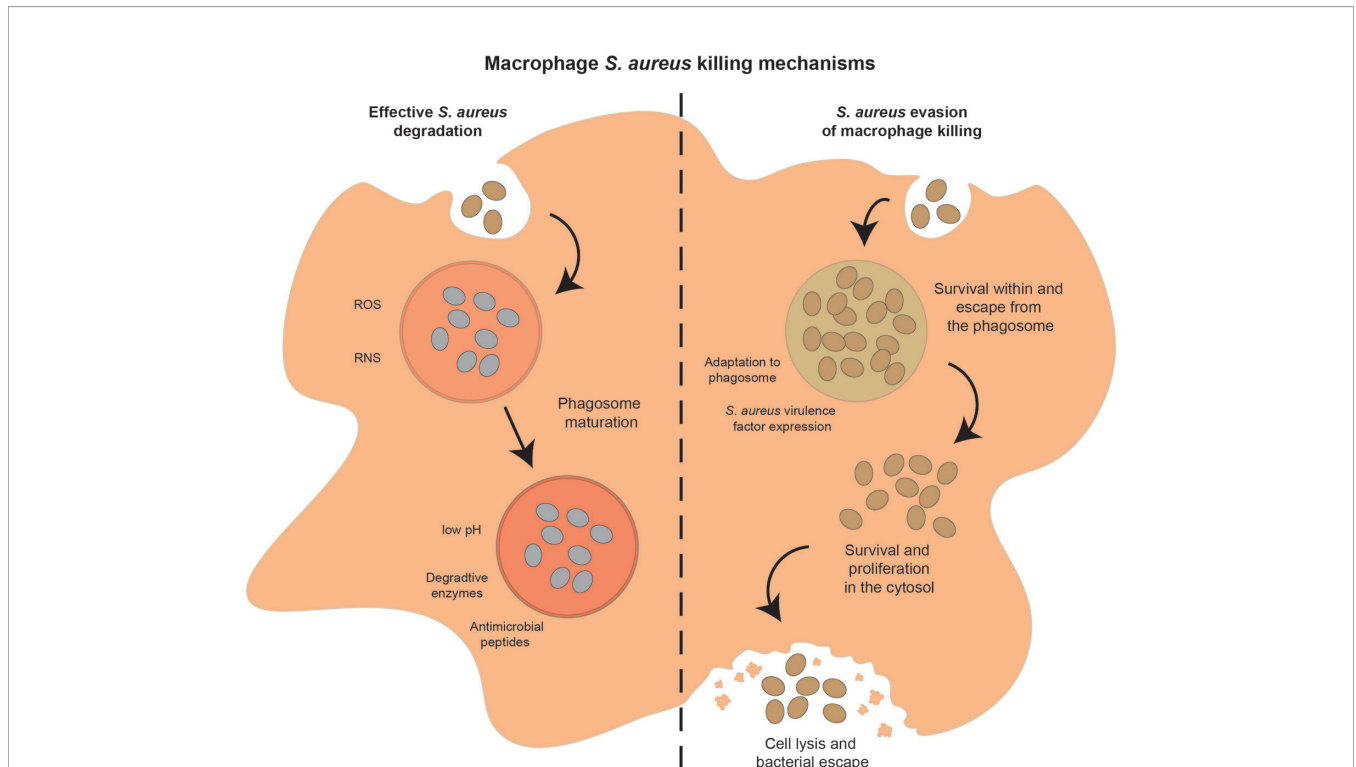 Macrophage S. aureus killing mechanisms
Effective S. aureus
degradation
ROS
RNS
Phagosome
maturation
low pH
Degradtive
enzymes
Antimicrobial
peptides
S. aureus evasion
of macrophage killing
Survival within and
escape from
the phagosome
Adaptation to
phagosome
S. aureus virulence
factor expression
Survival and
proliferation
in the cytosol
Cell lysis and
bacterial escape